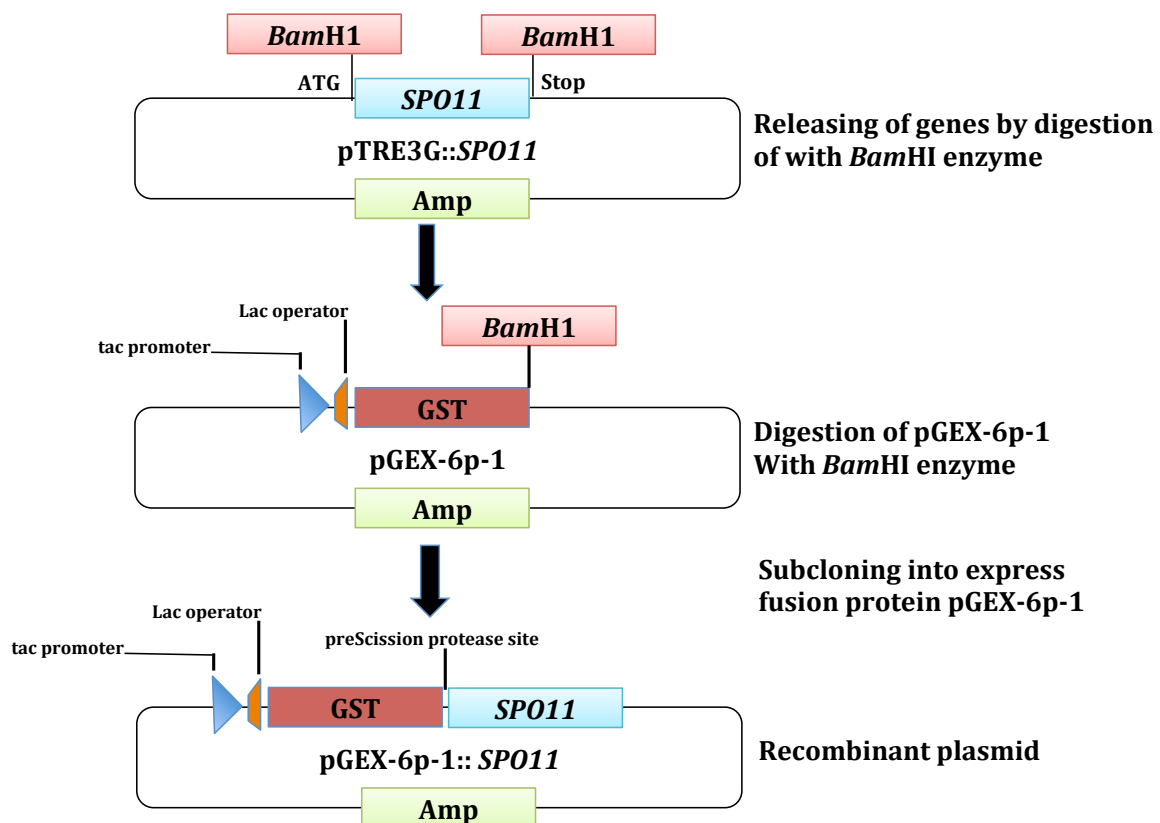 BamH1
BamH1
ATG
Stop
SPO11
pTRE3G::SPO11
Amp
Releasing of genes by digestion
of with BamHI enzyme
Lac operator
BamH1
tac promoter
GST
pGEX-6p-1
Amp
Digestion of pGEX-6p-1
With BamHI enzyme
Subcloning into express
fusion protein pGEX-6p-1
Lac operator
preScission protease site
tac promoter
GST
SPO11
pGEX-6p-1:: SPO11
Amp
Recombinant plasmid